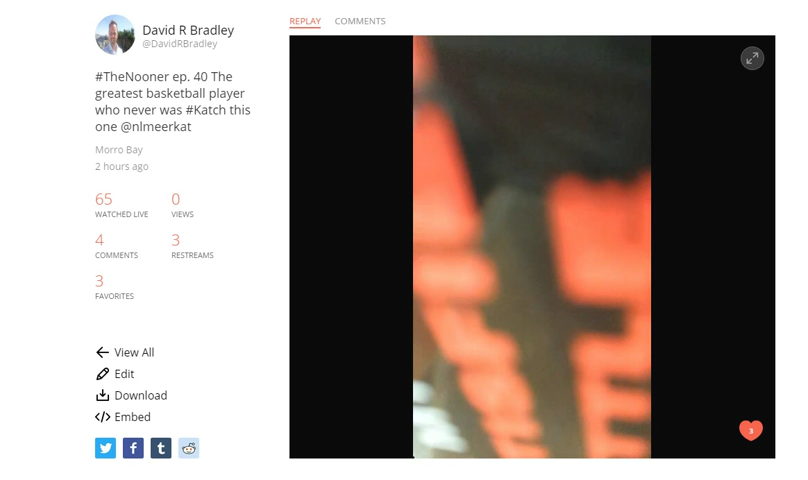 David R Bradley
@DavidRBradley
#TheNooner ep. 40 The
greatest basketball player
who never was #Katch this
one @nlmeerkat
Morro Bay
2 hours ago
65
WATCHED LIVE
0
VIEWS
4
COMMENTS
3
RESTREAMS
3
FAVORITES
View All
Edit
Download
Embed
REPLAY
COMMENTS
3